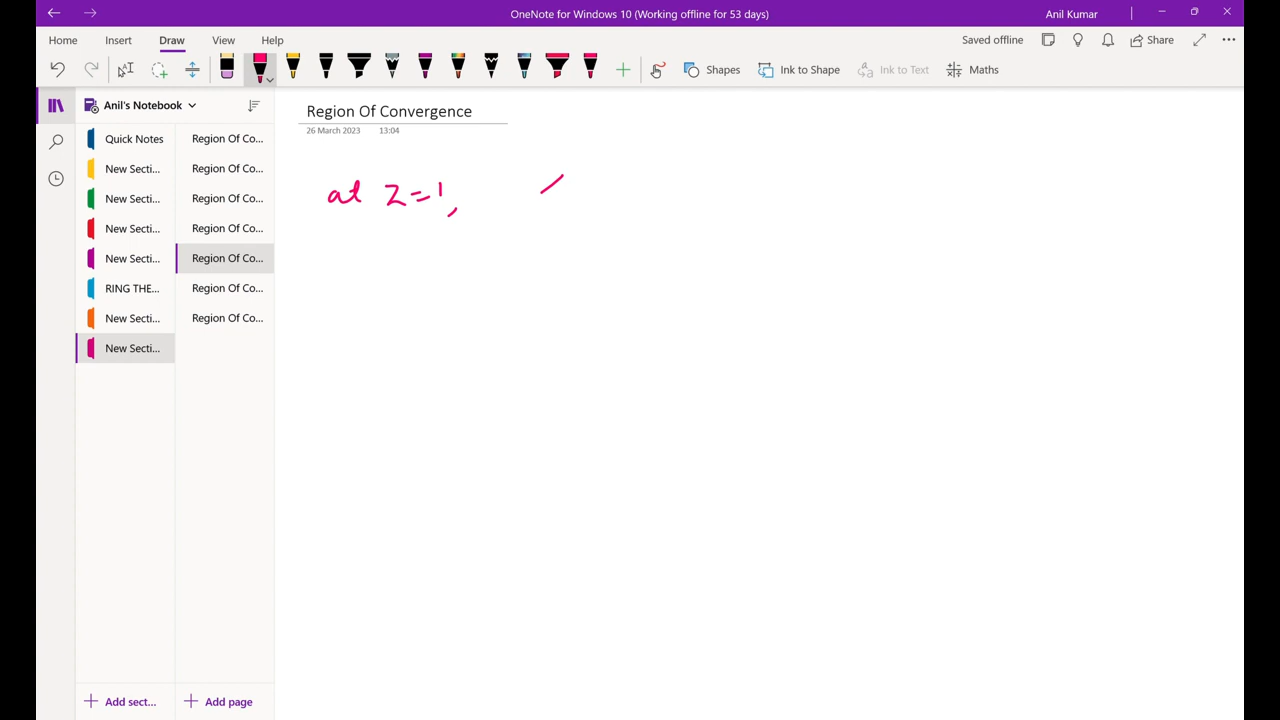 OneNote for Windows 10 (Working offline for 53 days)
Anil Kumar
Home Insert Draw View Help
Saved offline
Share
Shapes
Ink to Shape
Ink to Text
Maths
Anil's Notebook
Quick Notes
New Secti...
New Secti...
New Secti...
New Secti...
RING THE...
New Secti...
New Secti...
Add sect...
Region Of Co...
Region Of Co...
Region Of Co...
Region Of Co...
Region Of Co...
Region Of Co...
Region Of Co...
Add page
Region Of Convergence
26 March 2023 13:04
at z=1,